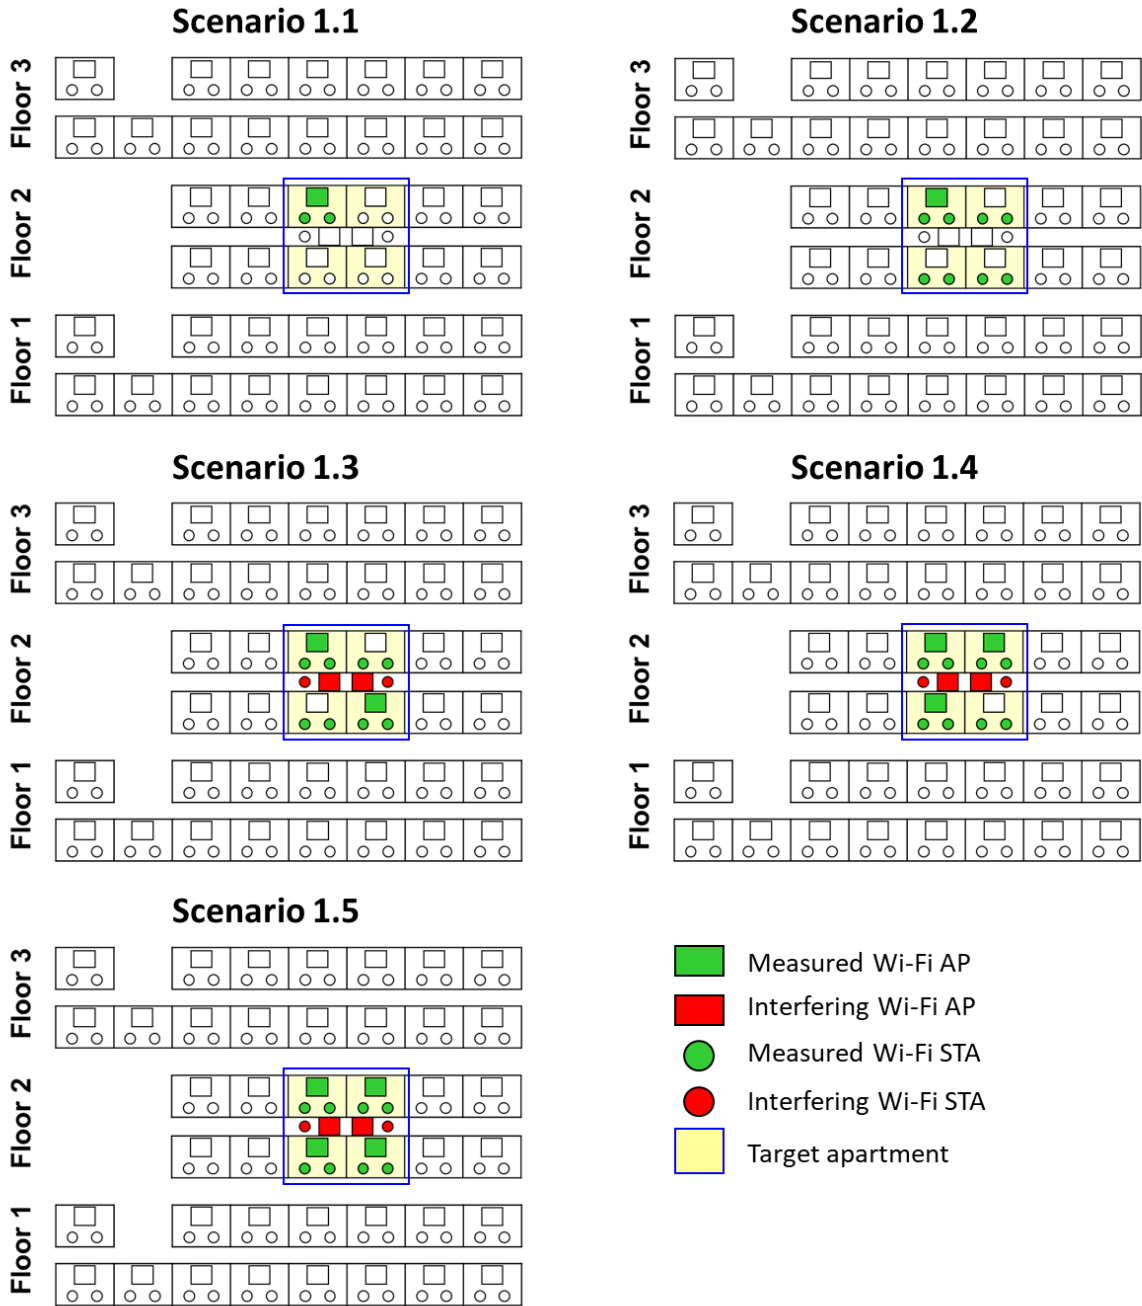 Scenario 1.1
Floor 3
Floor 2
Floor 1
Scenario 1.2
Floor 3
Floor 2
Floor 1
Scenario 1.3
Floor 3
Floor 2
Floor 1
Scenario 1.4
Floor 3
Floor 2
Floor 1
Scenario 1.5
Floor 3
Floor 2
Floor 1
Measured Wi-Fi AP
Interfering Wi-Fi AP
Measured Wi-Fi STA
Interfering Wi-Fi STA
Target apartment